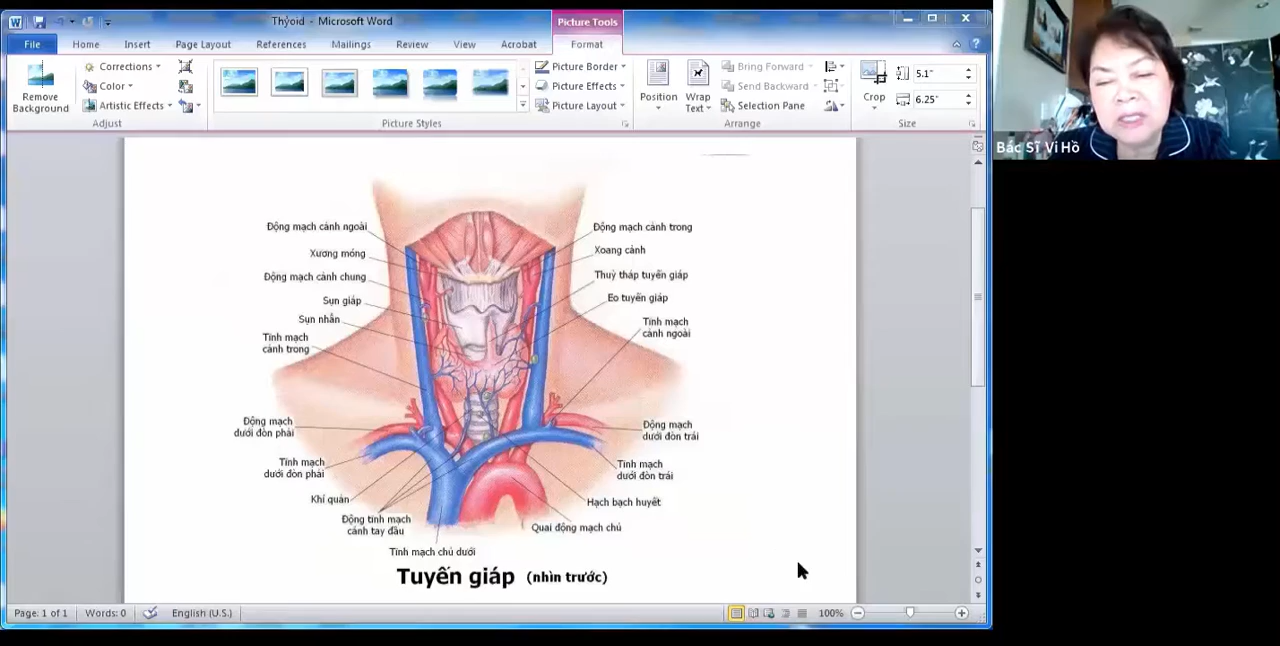 Thyoid - Microsoft Word
Picture Tools
File
Home
Insert
Page Layout
References
Mailings
Review
View
Acrobat
Format
Remove
Background
Corrections
Color
Artistic Effects
Adjust
Picture Styles
Picture Border
Picture Effects
Picture Layout
Position
Wrap
Text
Bring Forward
Send Backward
Selection Pane
Arrange
Crop
5.1"
6.25"
Size
Bác Sĩ Vi Hồ
Động mạch cảnh ngoài
Xương móng
Động mạch cảnh chung
Sụn giáp
Sụn nhẫn
Tĩnh mạch
cảnh trong
Động mạch
dưới đòn phải
Tĩnh mạch
dưới đòn phải
Khí quản
Động tĩnh mạch
cánh tay đầu
Tĩnh mạch chủ dưới
Động mạch cảnh trong
Xoang cảnh
Thuỳ tháp tuyến giáp
Eo tuyến giáp
Tĩnh mạch
cảnh ngoài
Động mạch
dưới đòn trái
Tĩnh mạch
dưới đòn trái
Hạch bạch huyết
Quai động mạch chủ
Tuyến giáp (nhìn trước)
Page: 1 of 1
Words: 0
English (U.S.)
100%